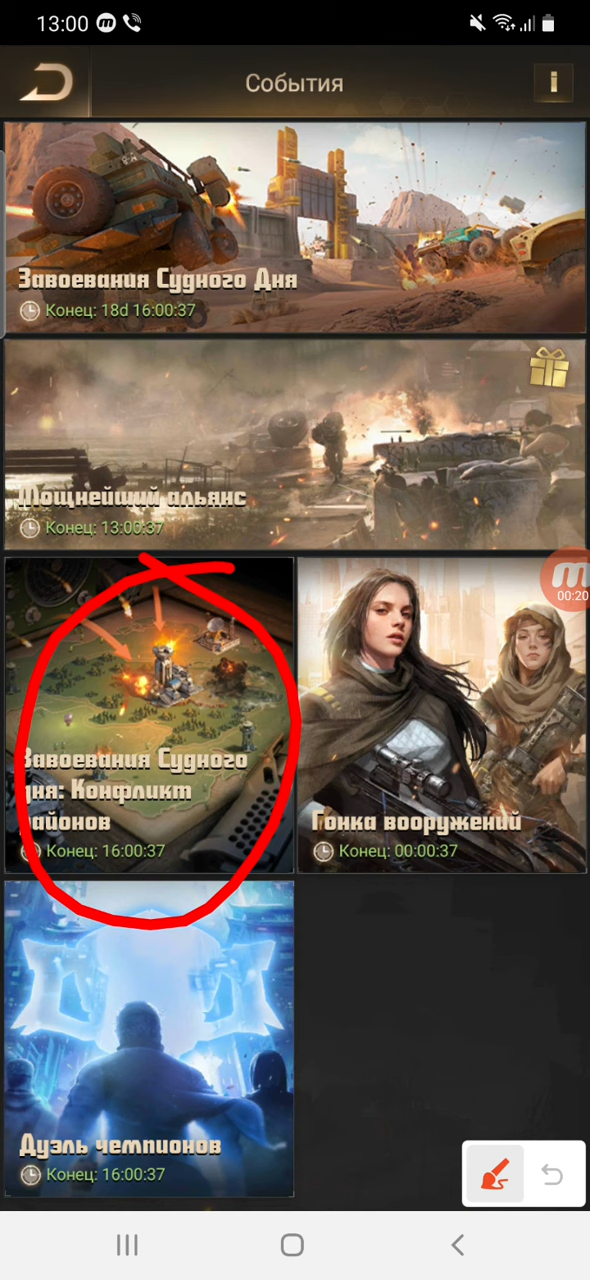 13:00
События
Завоевания Судного Дня
Конец: 18d 16:00:37
Мощнейший альянс
Конец: 13:00:37
00:20
Завоевания Судного
дня: Конфликт
районов
Конец: 16:00:37
Гонка вооружений
Конец: 00:00:37
Дуэль чемпионов
Конец: 16:00:37